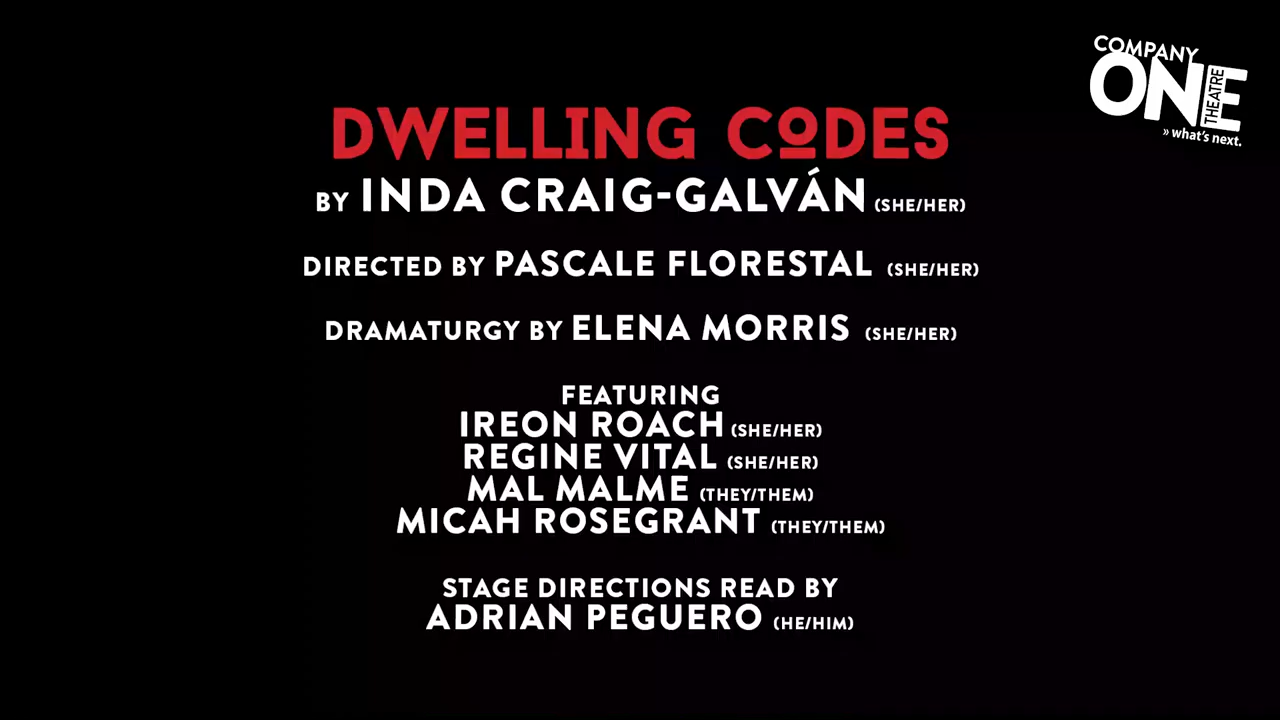 COMPANY
ONE
THEATRE
» what's next.
DWELLING CODES
BY INDA CRAIG-GALVÁN (SHE/HER)
DIRECTED BY PASCALE FLORESTAL (SHE/HER)
DRAMATURGY BY ELENA MORRIS (SHE/HER)
FEATURING
IREON ROACH (SHE/HER)
REGINE VITAL (SHE/HER)
MAL MALME (THEY/THEM)
MICAH ROSEGRANT (THEY/THEM)
STAGE DIRECTIONS READ BY
ADRIAN PEGUERO (HE/HIM)